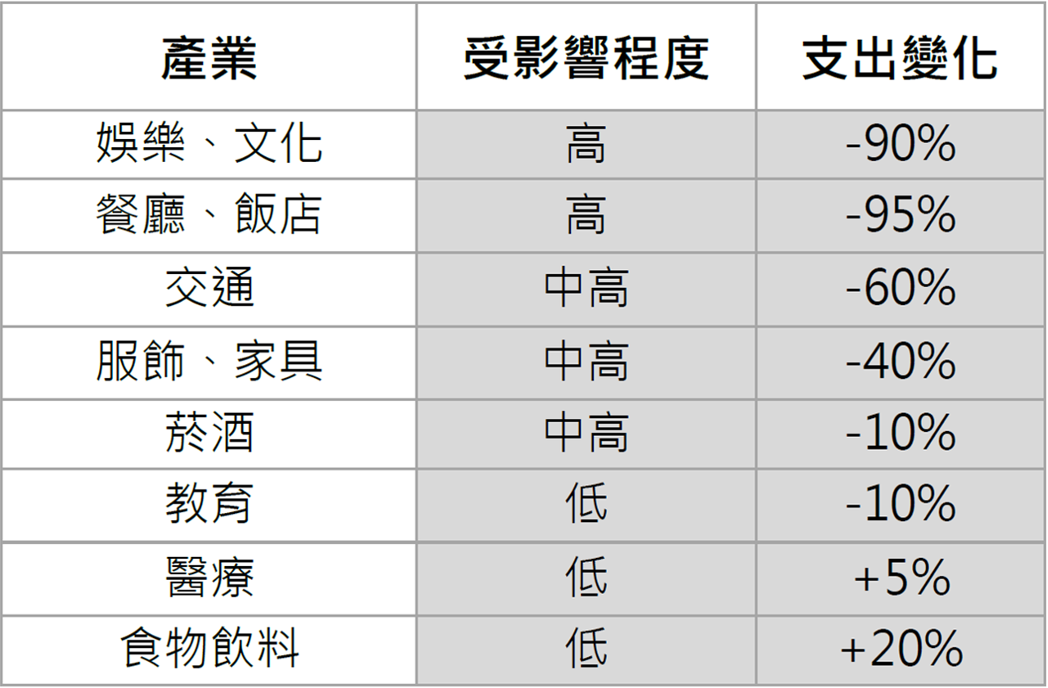 產業 受影響程度 支出變化
娛樂、文化 高 -90%
餐廳、飯店 高 -95%
交通 中高 -60%
服飾、家具 中高 -40%
菸酒 中高 -10%
教育 低 -10%
醫療 低 +5%
食物飲料 低 +20%